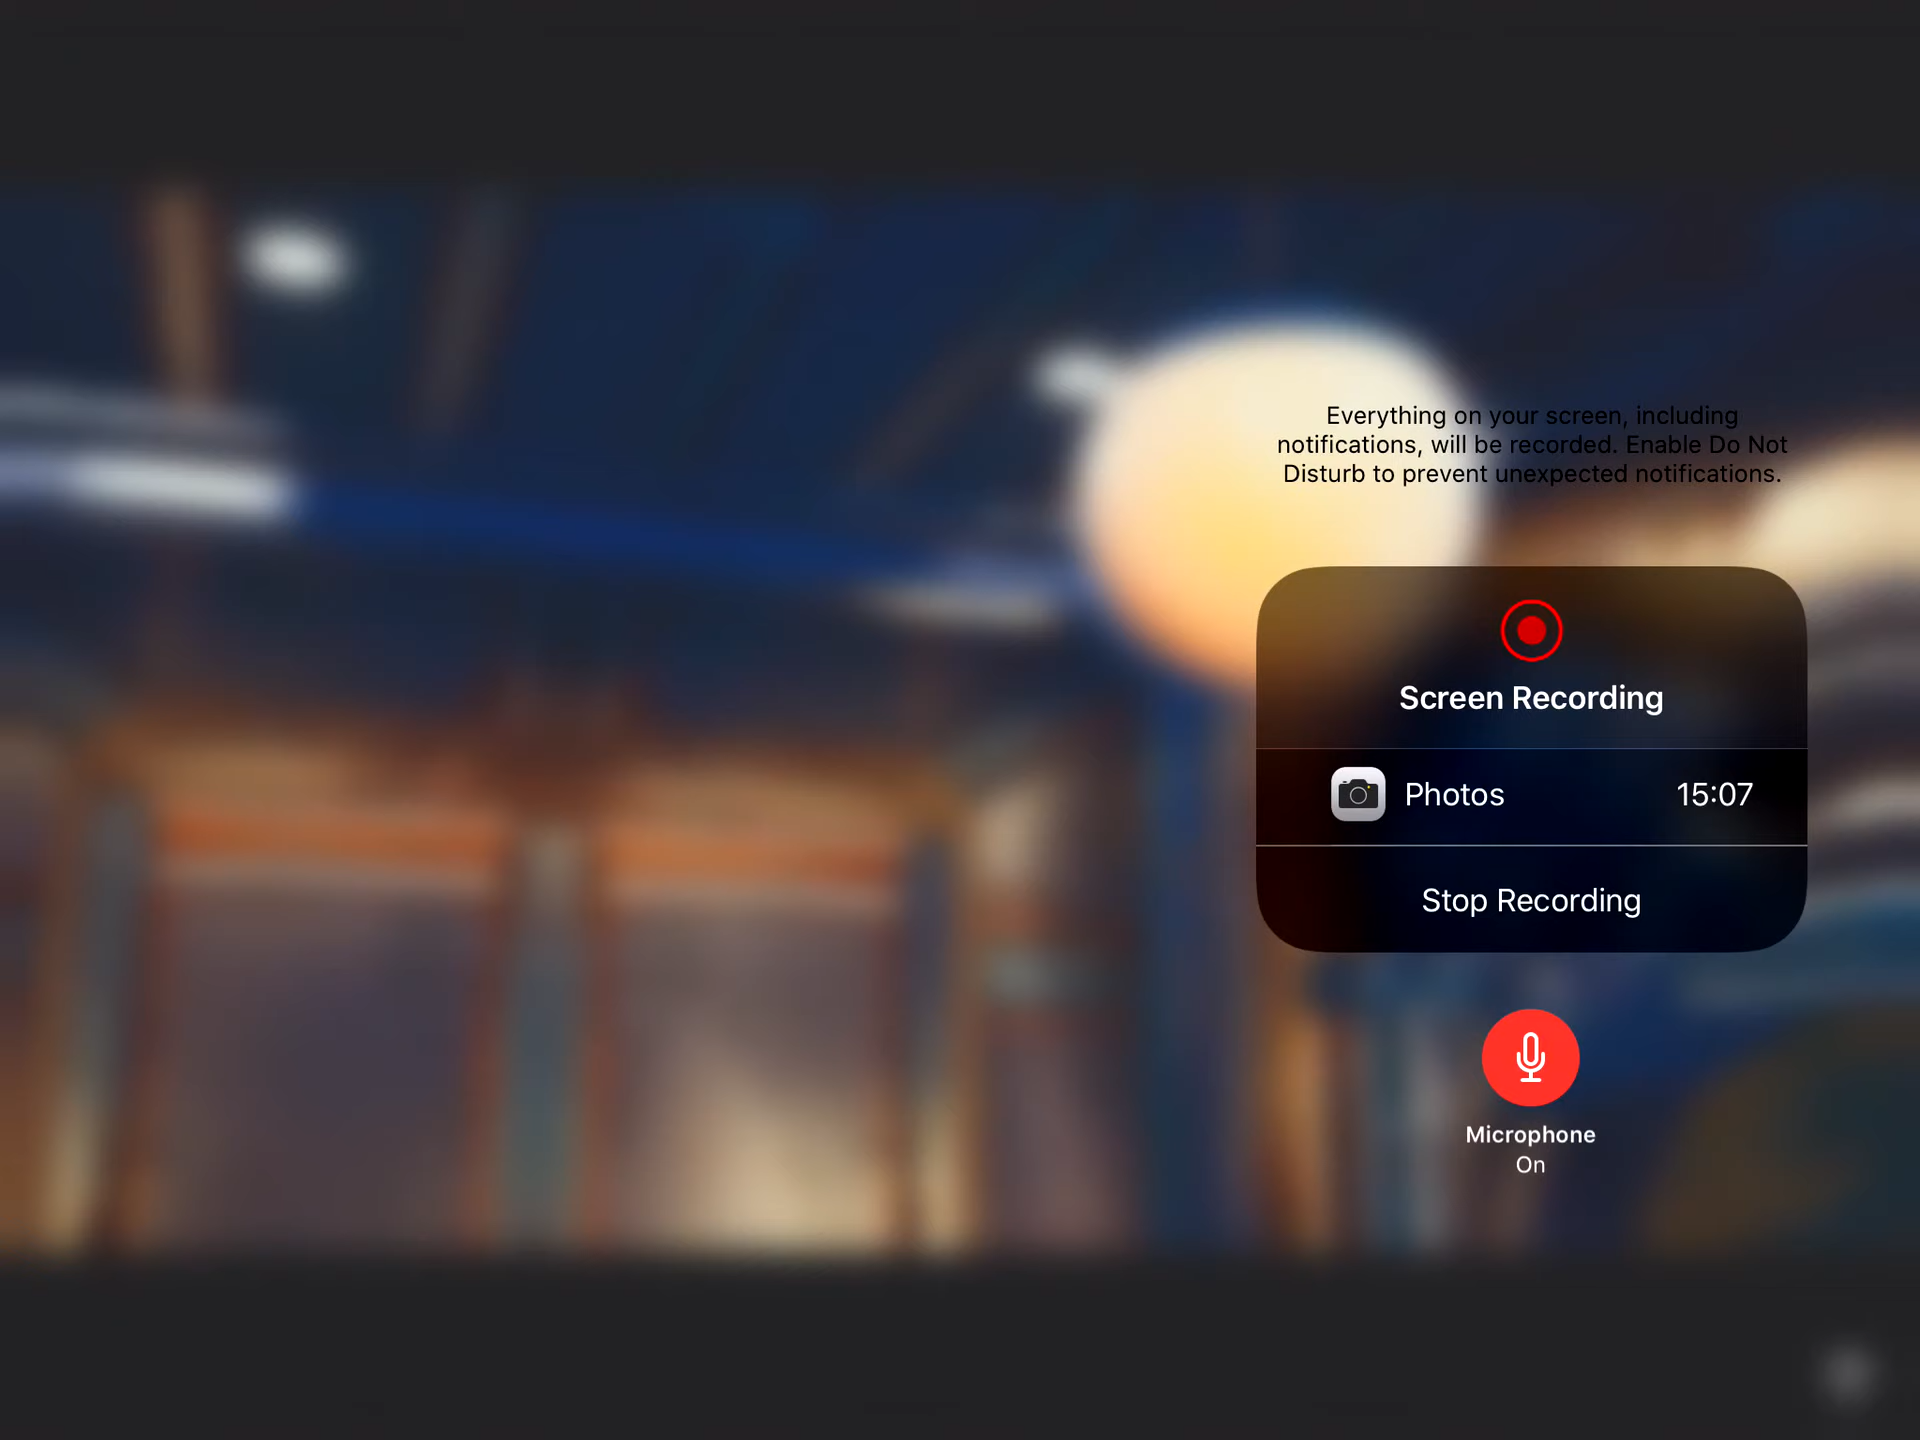 Everything on your screen, including
notifications, will be recorded. Enable Do Not
Disturb to prevent unexpected notifications.
Screen Recording
Photos 15:07
Stop Recording
Microphone
On